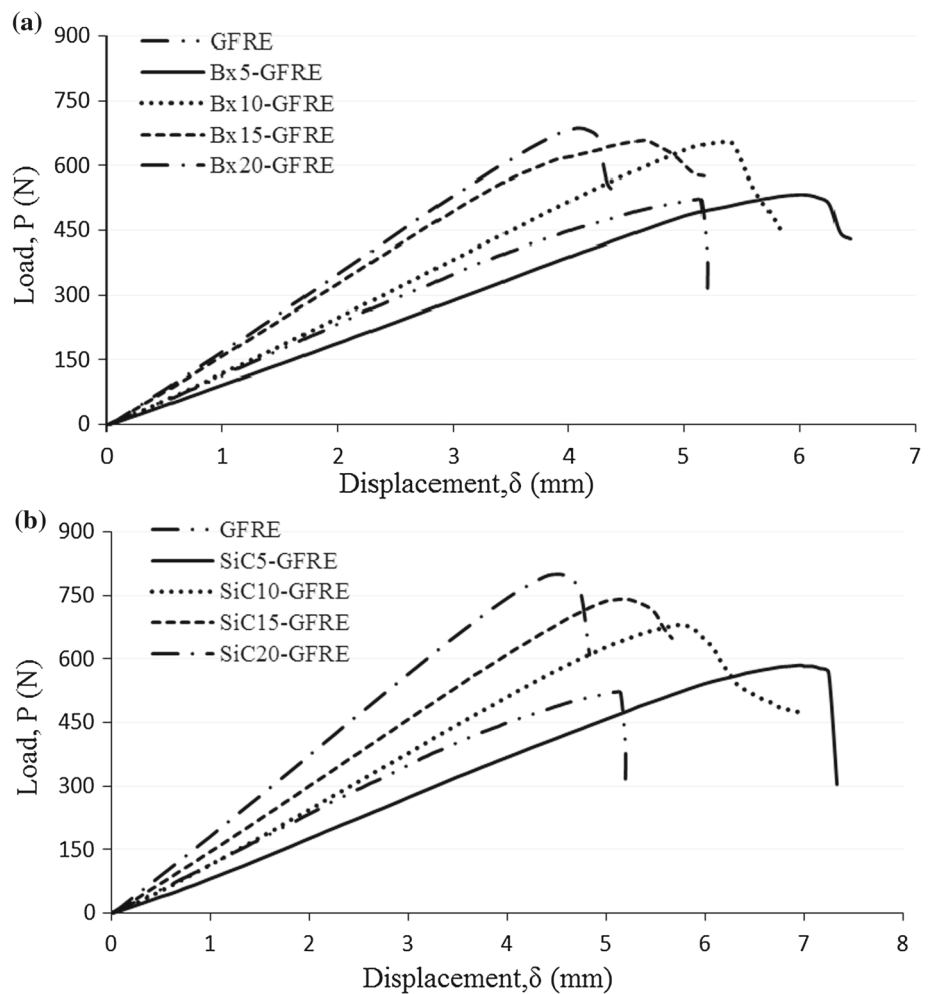 (a)
900
750
600
450
300
150
0
Load, P (N)
GFRE
Bx5-GFRE
Bx10-GFRE
Bx15-GFRE
Bx20-GFRE
0 1 2 3 4 5 6 7
Displacement,δ (mm)
(b)
900
750
600
450
300
150
0
Load, P (N)
GFRE
SiC5-GFRE
SiC10-GFRE
SiC15-GFRE
SiC20-GFRE
0 1 2 3 4 5 6 7 8
Displacement,δ (mm)